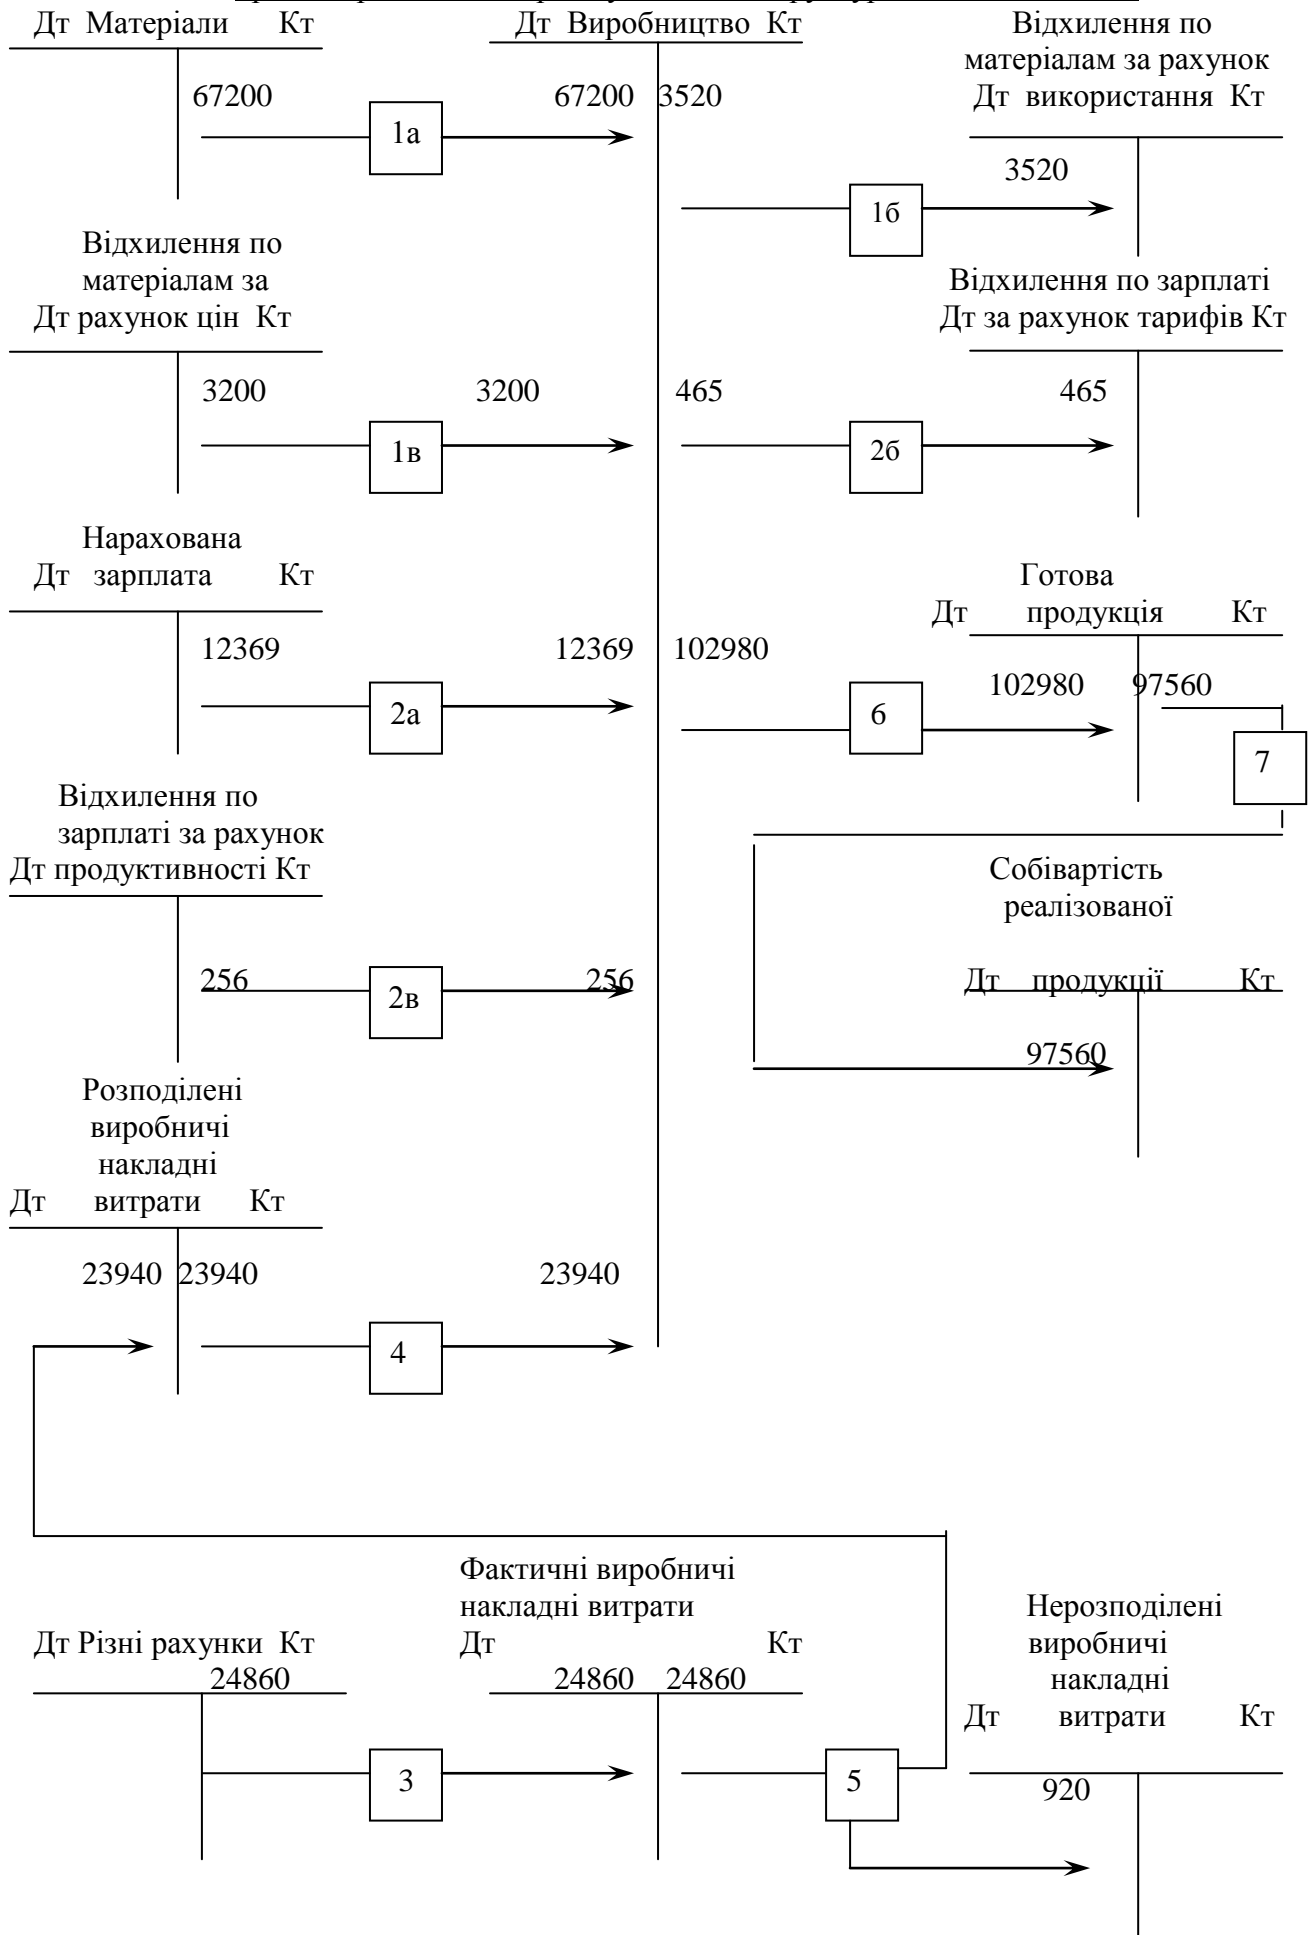 Дт Матеріали Кт
Дт Виробництво Кт
Відхилення по
матеріалам за рахунок
Дт використання Кт
67200
67200
3520
1а
3520
1б
Відхилення по
матеріалам за
Дт рахунок цін Кт
Відхилення по зарплаті
Дт за рахунок тарифів Кт
3200
3200
465
465
1в
2б
Нарахована
Дт зарплата Кт
Готова
Дт продукція Кт
12369
12369
102980
102980
97560
2а
6
7
Відхилення по
зарплаті за рахунок
Дт продуктивності Кт
Собівартість
реалізованої
Дт продукції Кт
256
256
2в
97560
Розподілені
виробничі
накладні
Дт витрати Кт
23940
23940
23940
4
Фактичні виробничі
накладні витрати
Дт Кт
Дт Різні рахунки Кт
Нерозподілені
виробничі
накладні
Дт витрати Кт
24860
24860
24860
3
5
920